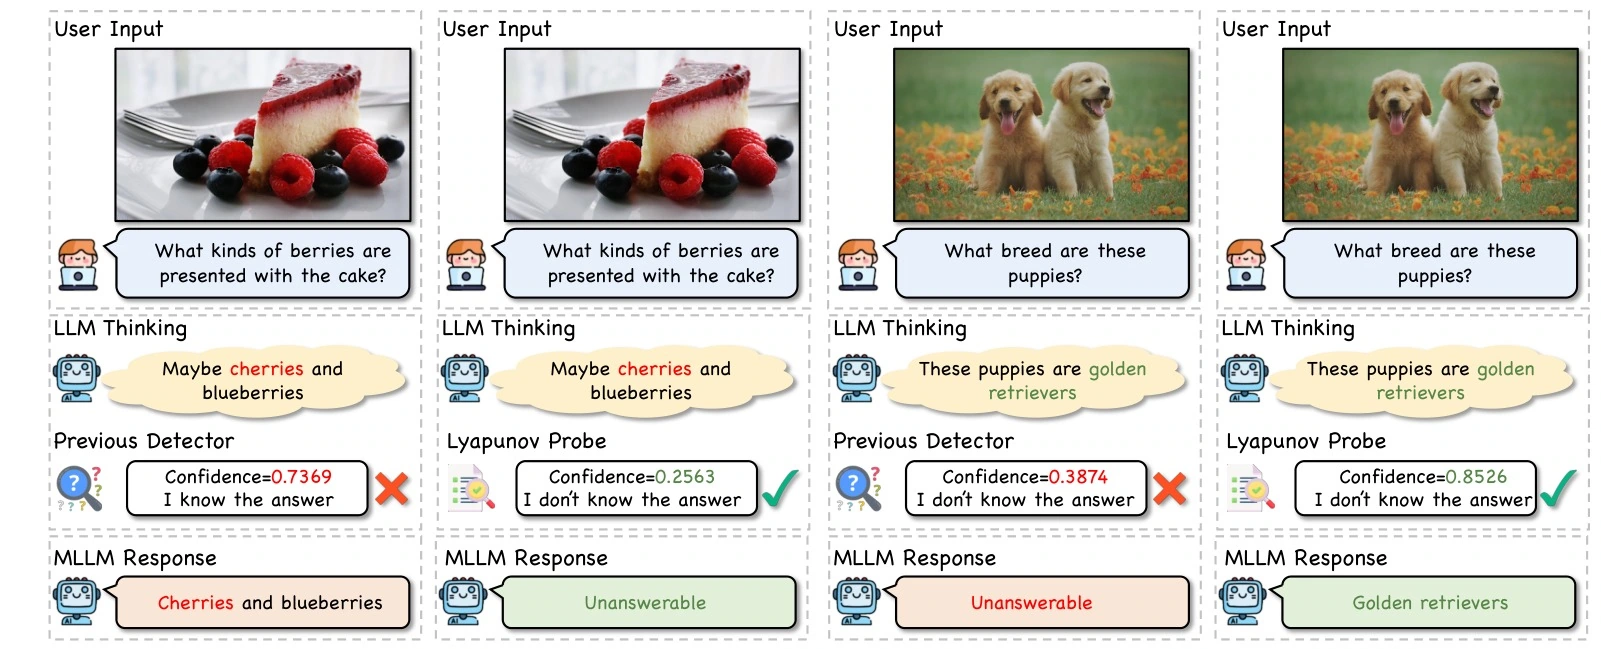 User Input
What kinds of berries are
presented with the cake?
LLM Thinking
Maybe cherries and
blueberries
Previous Detector
Confidence=0.7369
I know the answer
MLLM Response
Cherries and blueberries
User Input
What kinds of berries are
presented with the cake?
LLM Thinking
Maybe cherries and
blueberries
Lyapunov Probe
Confidence=0.2563
I don't know the answer
MLLM Response
Unanswerable
User Input
What breed are these
puppies?
LLM Thinking
These puppies are golden
retrievers
Previous Detector
Confidence=0.3874
I don't know the answer
MLLM Response
Unanswerable
User Input
What breed are these
puppies?
LLM Thinking
These puppies are golden
retrievers
Lyapunov Probe
Confidence=0.8526
I don't know the answer
MLLM Response
Golden retrievers